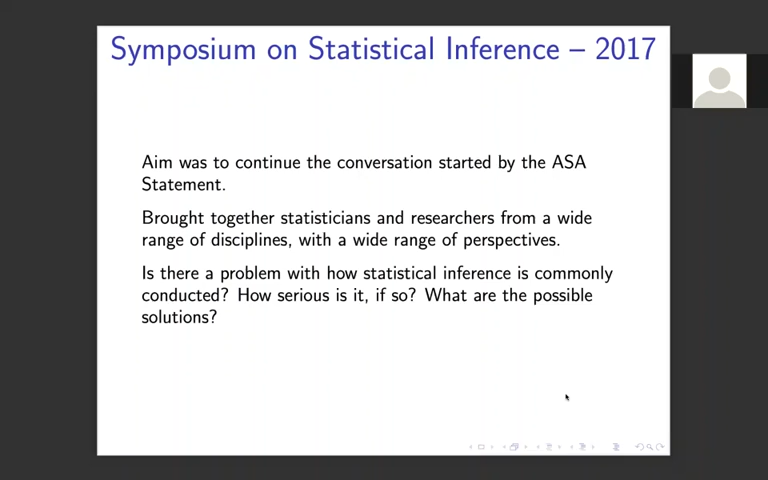 Symposium on Statistical Inference – 2017
Aim was to continue the conversation started by the ASA
Statement.
Brought together statisticians and researchers from a wide
range of disciplines, with a wide range of perspectives.
Is there a problem with how statistical inference is commonly
conducted? How serious is it, if so? What are the possible
solutions?